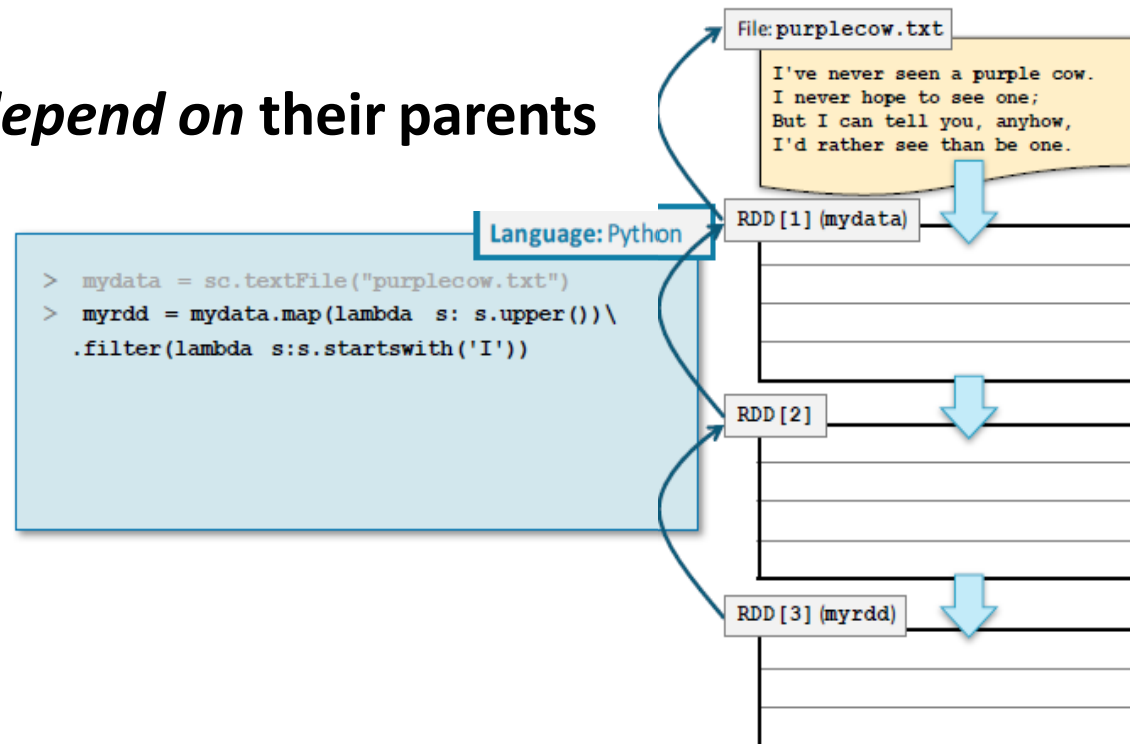 depend on their parents
Language: Python
> mydata = sc.textFile("purplecow.txt")
> myrdd = mydata.map(lambda s: s.upper())\
.filter(lambda s:s.startswith('I'))
File: purplecow.txt
I've never seen a purple cow.
I never hope to see one;
But I can tell you, anyhow,
I'd rather see than be one.
RDD[1] (mydata)
RDD[2]
RDD[3] (myrdd)